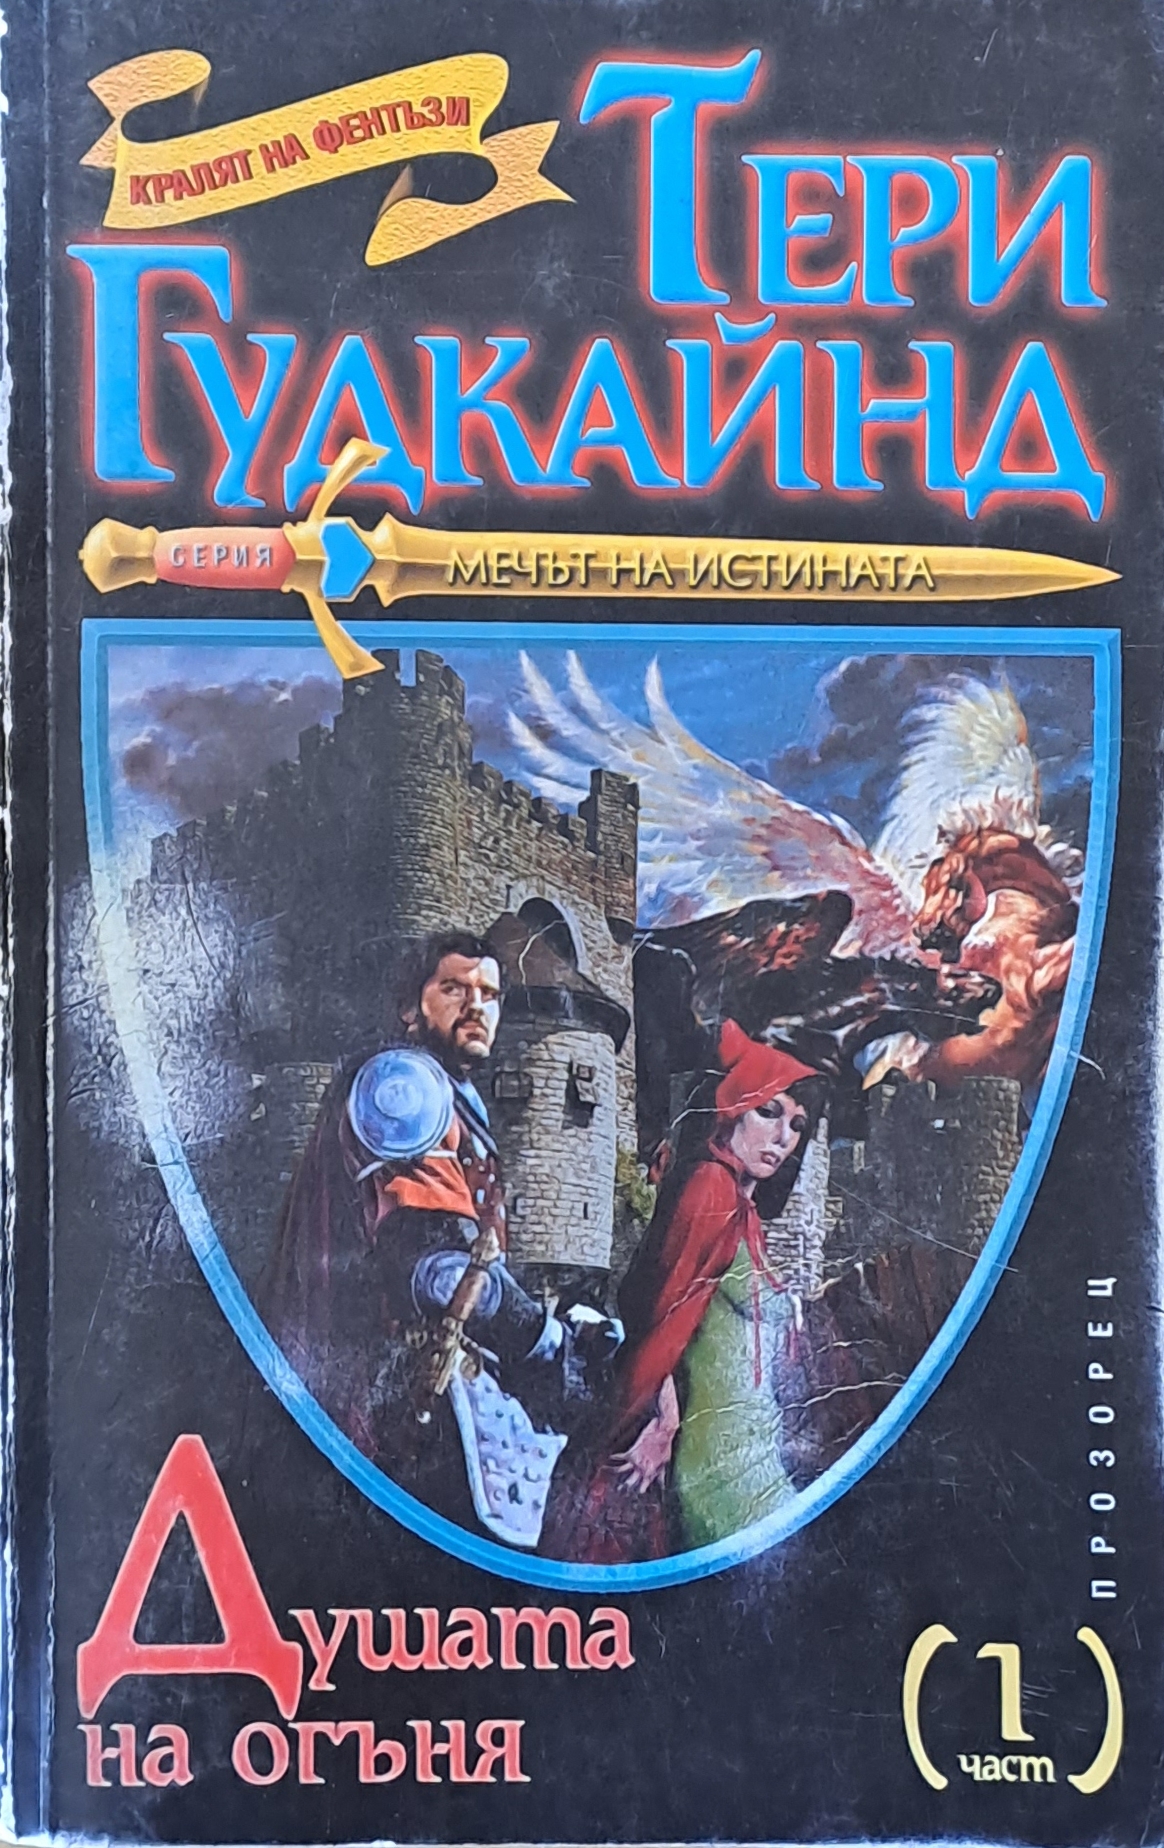 КРАЛЯТ НА ФЕНТЪЗИ
ТЕРИ
ГУДКАЙНД
СЕРИЯ
МЕЧЪТ НА ИСТИНАТА
ПРОЗОРЕЦ
Душата
на огъня
(1
част)